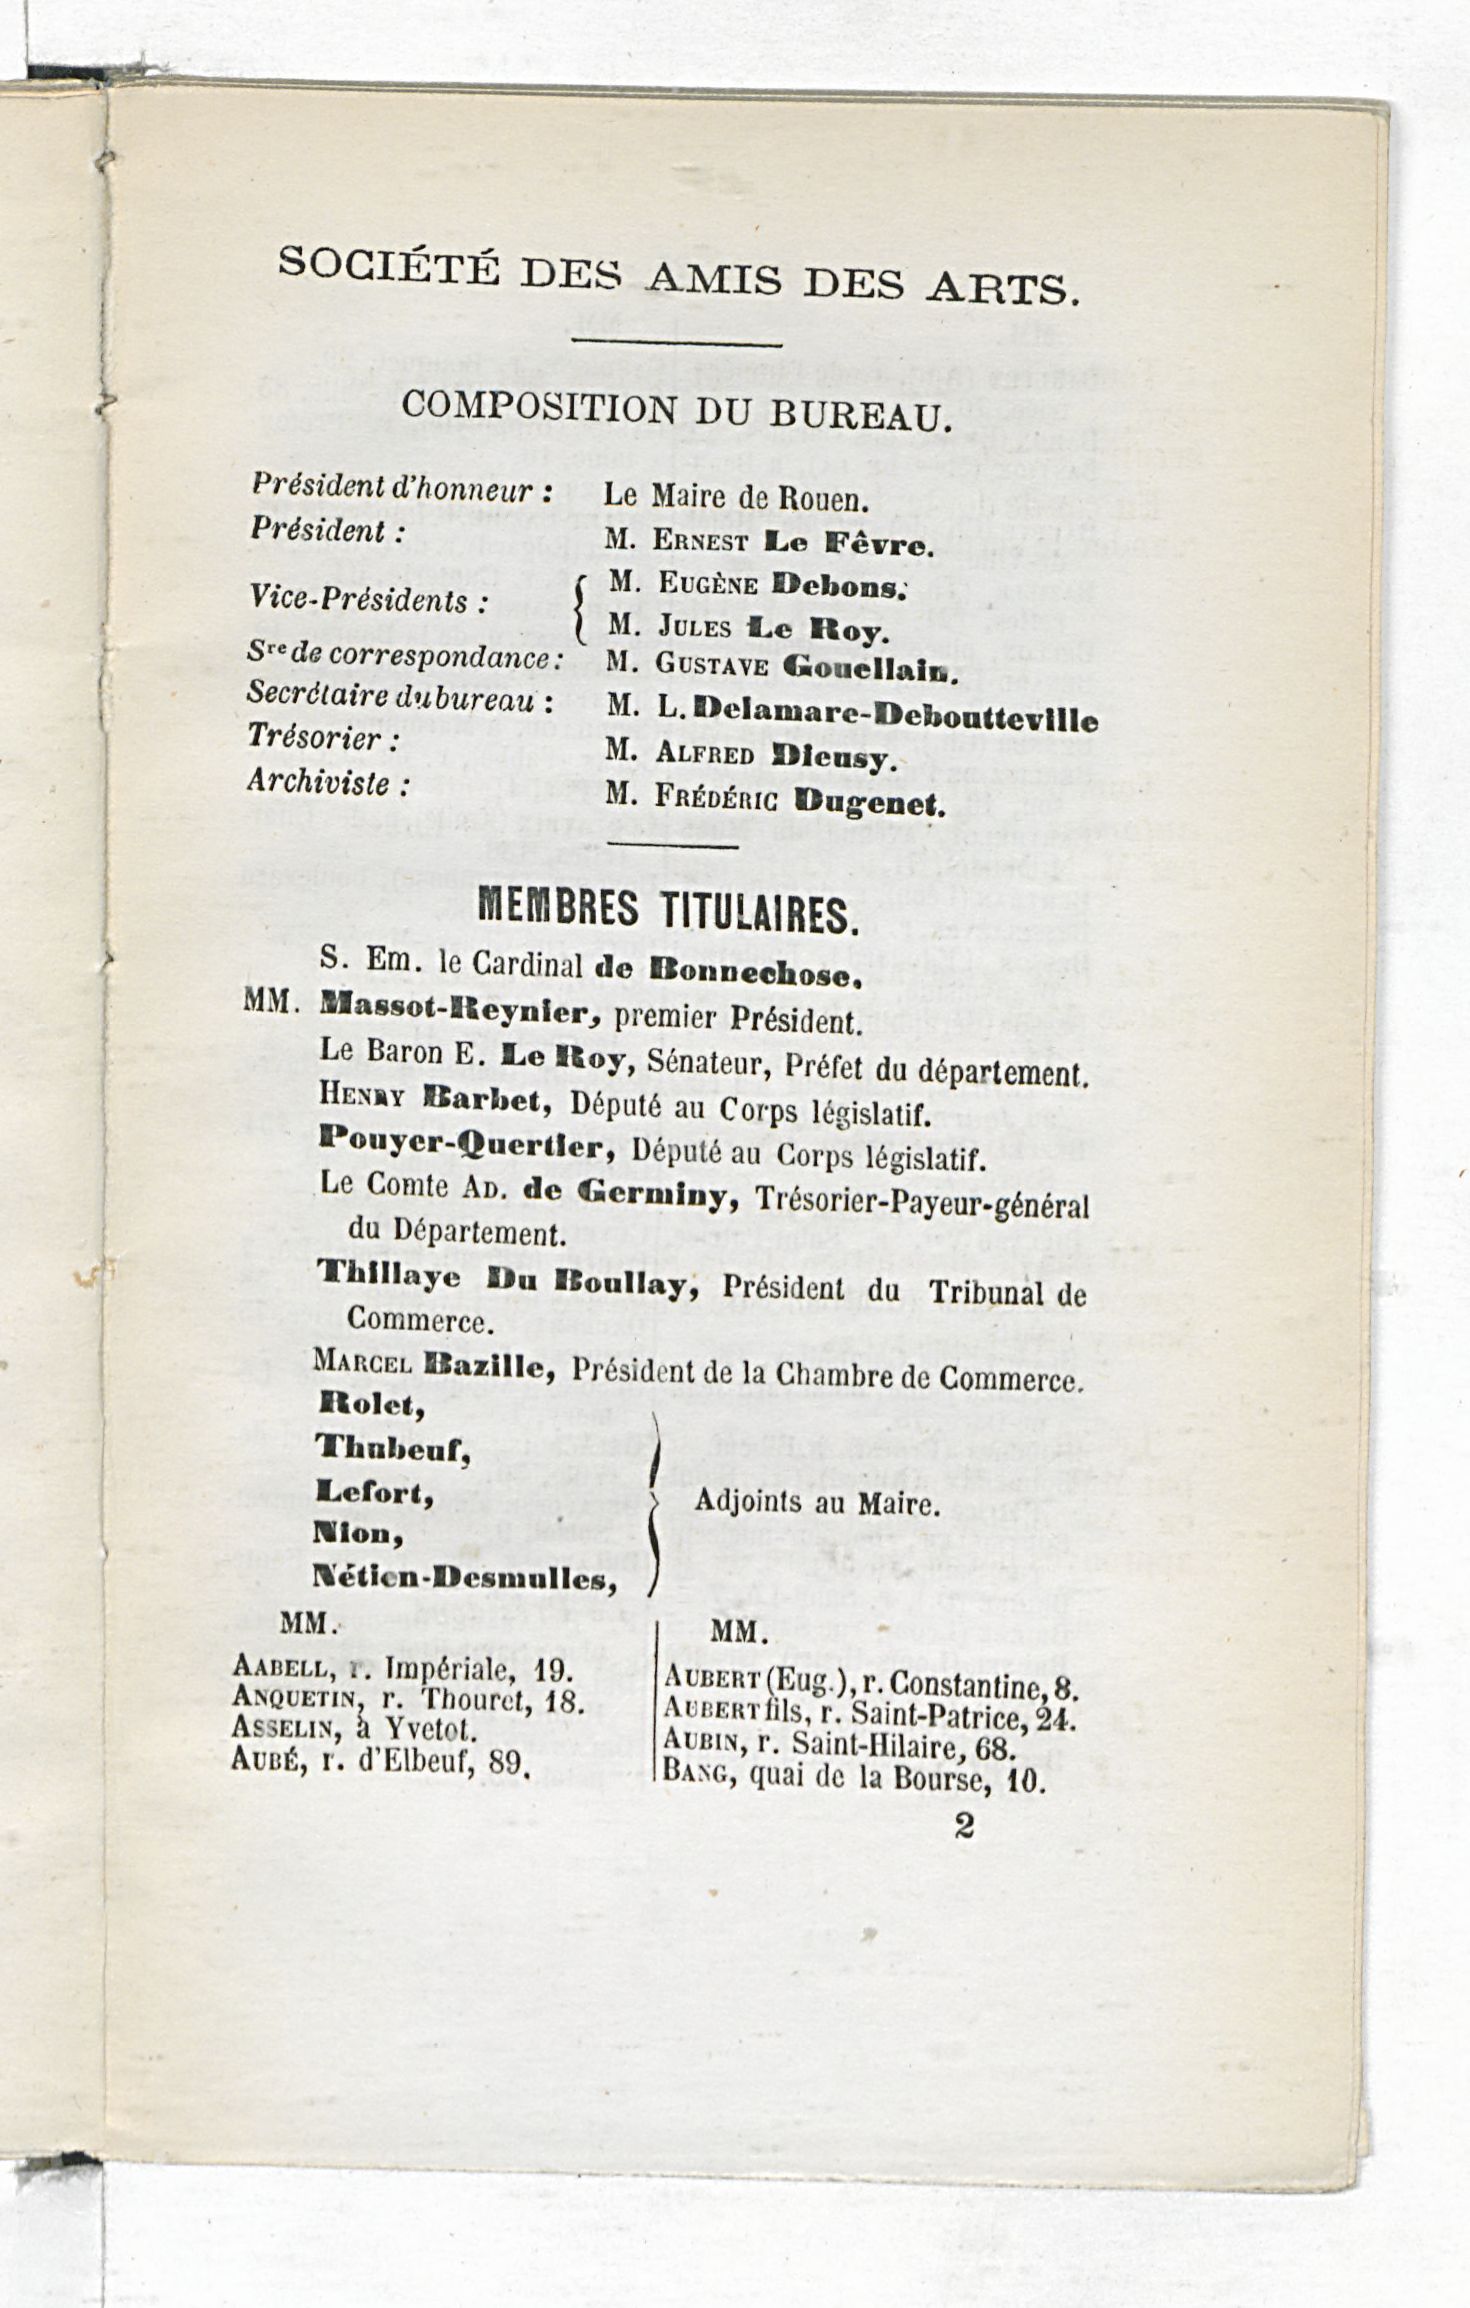 SOCIÉTÉ DES AMIS DES ARTS.
COMPOSITION DU BUREAU.
Président d'honneur : Le Maire de Rouen.
Président : M. ERNEST Le Fêvre.
Vice-Présidents : { M. EUGÈNE Debons.
M. JULES Le Roy.
Sre de correspondance : M. GUSTAVE Gouellain.
Secrétaire du bureau : M. L. Delamare-Deboutteville
Trésorier : M. ALFRED Dieusy.
Archiviste : M. FRÉDÉRIC Dugenet.
MEMBRES TITULAIRES.
S. Em. le Cardinal de Bonnechose.
MM. Massot-Reynier, premier Président.
Le Baron E. Le Roy, Sénateur, Préfet du département.
HENRY Barbet, Député au Corps législatif.
Pouyer-Quertier, Député au Corps législatif.
Le Comte AD. de Germiny, Trésorier-Payeur-général
du Département.
Thillaye Du Boullay, Président du Tribunal de
Commerce.
MARCEL Bazille, Président de la Chambre de Commerce.
Rolet,
Thubeuf,
Lefort,
Nion,
Nétien-Desmulles,
} Adjoints au Maire.
MM.
AABELL, r. Impériale, 19.
ANQUETIN, r. Thouret, 18.
ASSELIN, à Yvetot.
AUBÉ, r. d'Elbeuf, 89.
MM.
AUBERT (Eug.), r. Constantine, 8.
AUBERT fils, r. Saint-Patrice, 24.
AUBIN, r. Saint-Hilaire, 68.
BANG, quai de la Bourse, 10.
2